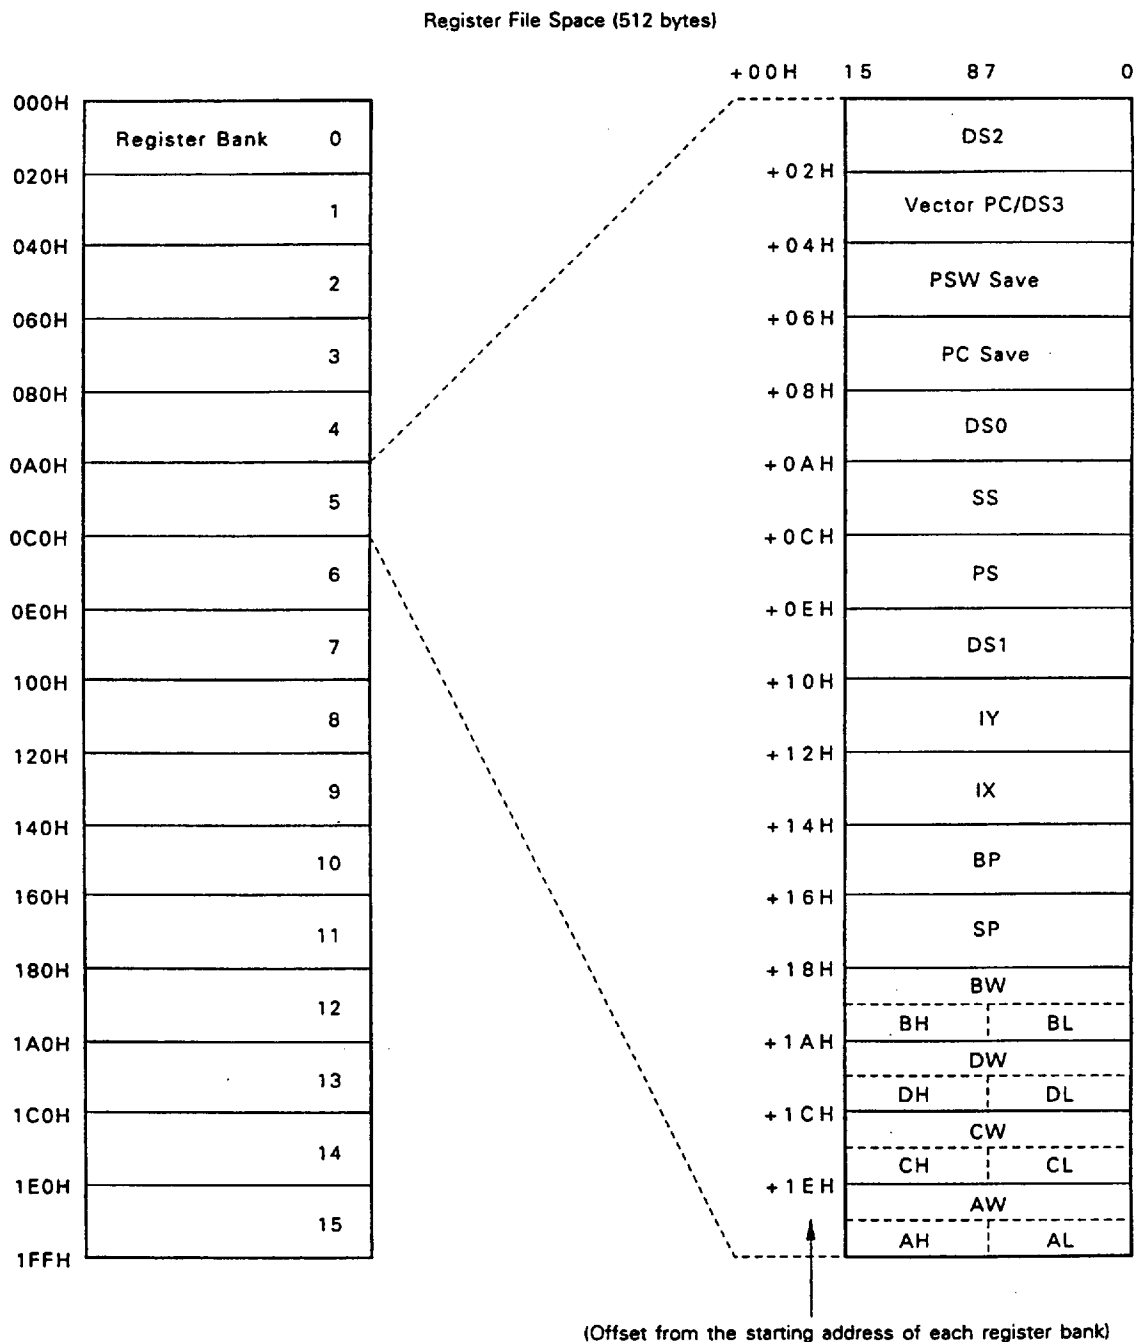 Register File Space (512 bytes)
+00H 15 87 0
000H
Register Bank 0
020H
1
040H
2
060H
3
080H
4
0A0H
5
0C0H
6
0E0H
7
100H
8
120H
9
140H
10
160H
11
180H
12
1A0H
13
1C0H
14
1E0H
15
1FFH
DS2
+02H
Vector PC/DS3
+04H
PSW Save
+06H
PC Save
+08H
DS0
+0AH
SS
+0CH
PS
+0EH
DS1
+10H
IY
+12H
IX
+14H
BP
+16H
SP
+18H
BW
BH BL
+1AH
DW
DH DL
+1CH
CW
CH CL
+1EH
AW
AH AL
(Offset from the starting address of each register bank)